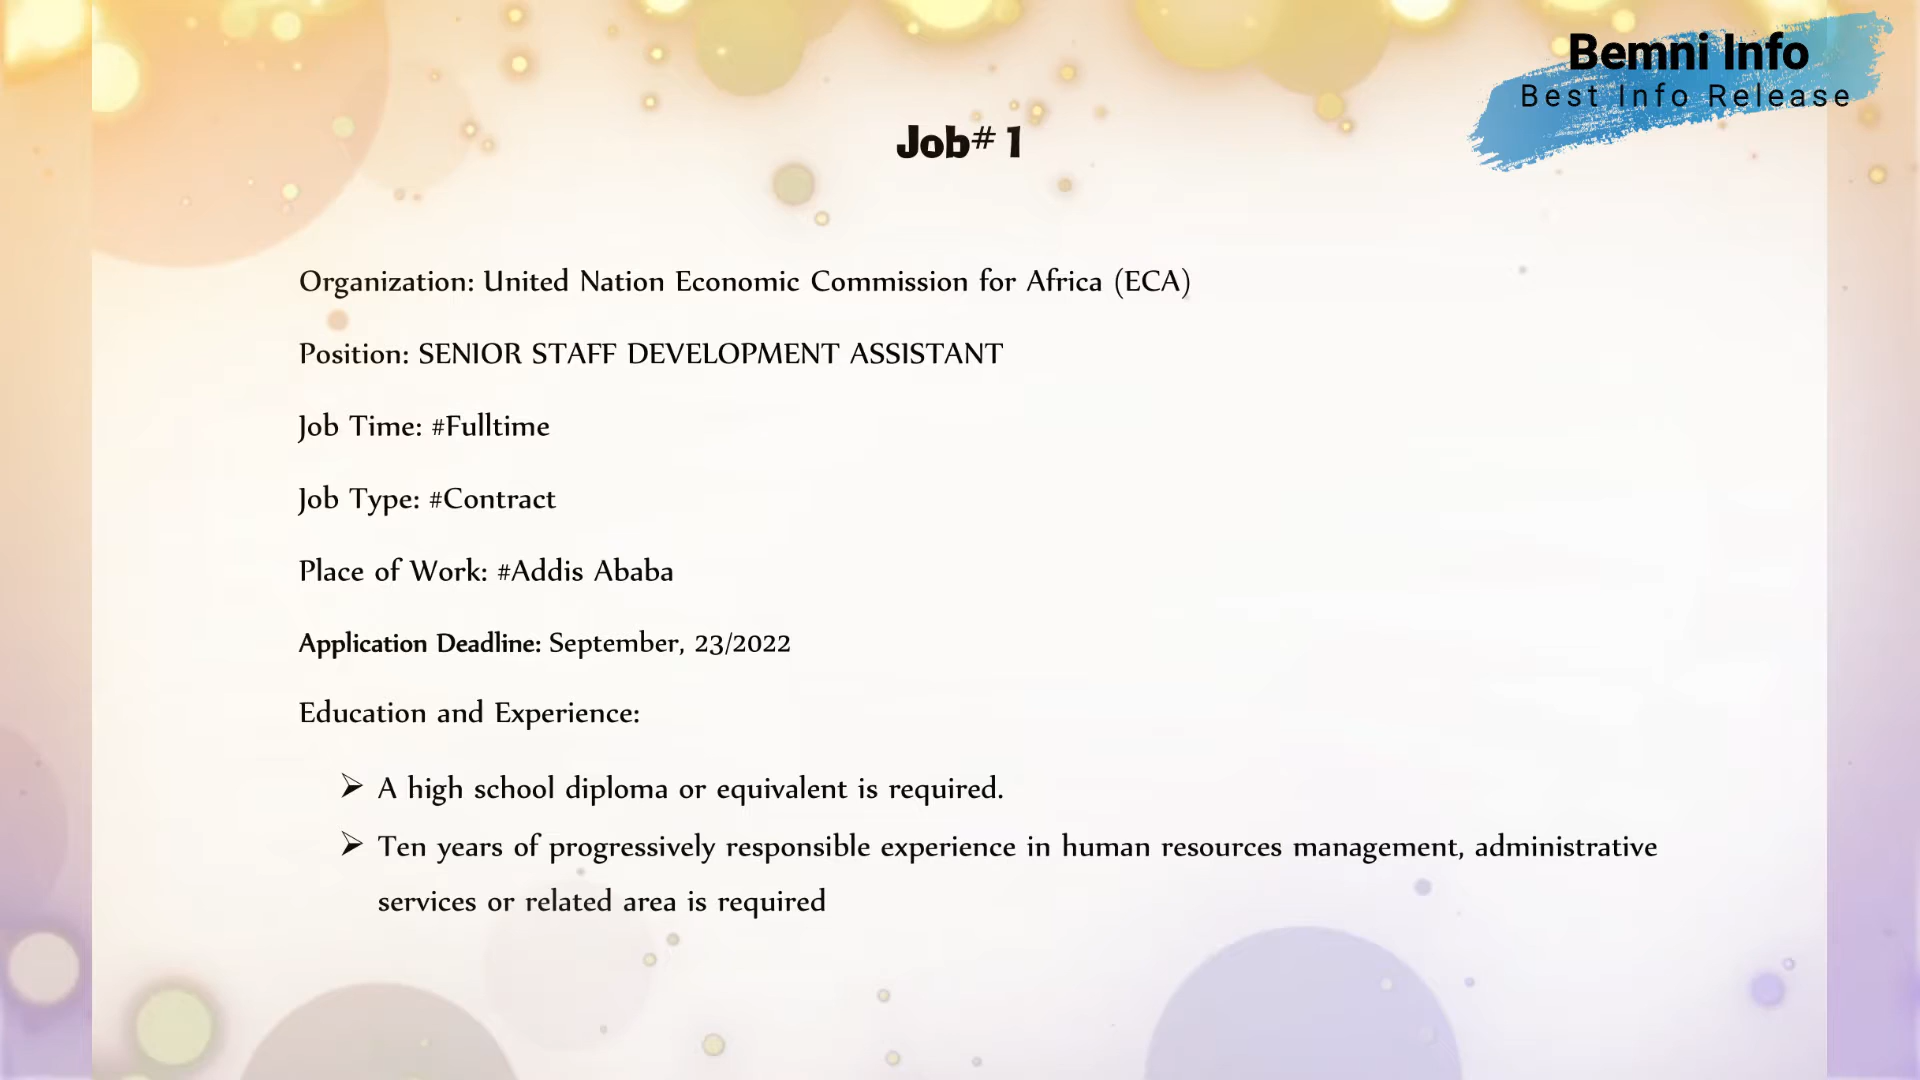 Bemni Info
Best Info Release
Job# 1
Organization: United Nation Economic Commission for Africa (ECA)
Position: SENIOR STAFF DEVELOPMENT ASSISTANT
Job Time: #Fulltime
Job Type: #Contract
Place of Work: #Addis Ababa
Application Deadline: September, 23/2022
Education and Experience:
➢ A high school diploma or equivalent is required.
➢ Ten years of progressively responsible experience in human resources management, administrative
services or related area is required